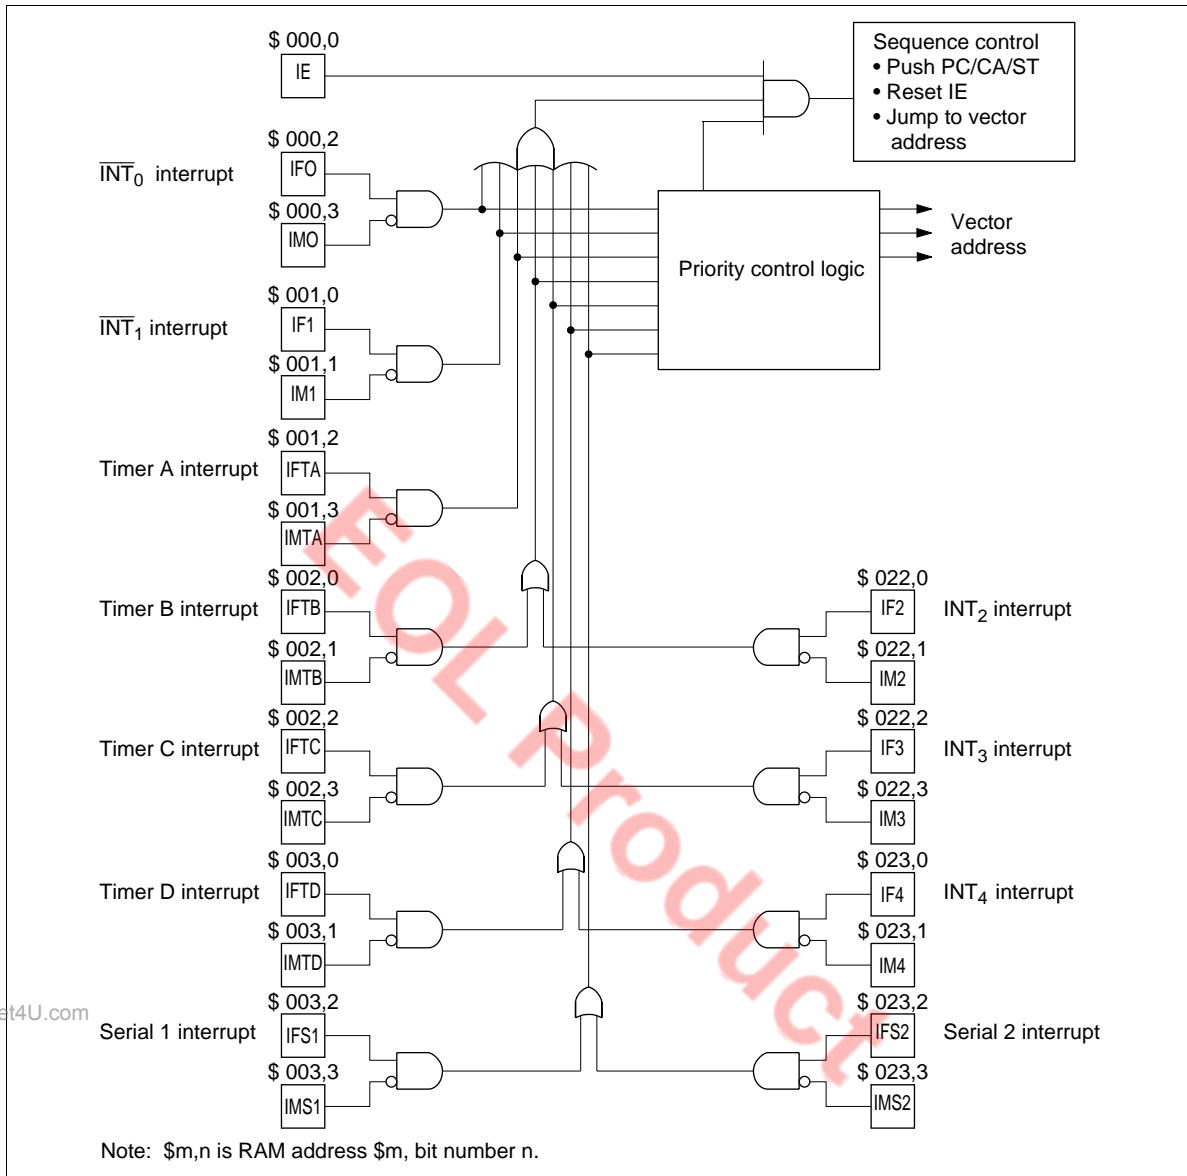 $ 000,0
IE
Sequence control
• Push PC/CA/ST
• Reset IE
• Jump to vector
address
$ 000,2
IFO
INT0 interrupt
$ 000,3
IMO
Priority control logic
Vector
address
$ 001,0
IF1
INT1 interrupt
$ 001,1
IM1
$ 001,2
Timer A interrupt
IFTA
$ 001,3
IMTA
$ 002,0
Timer B interrupt
IFTB
$ 002,1
IMTB
$ 022,0
IF2
INT2 interrupt
$ 022,1
IM2
$ 002,2
Timer C interrupt
IFTC
$ 002,3
IMTC
$ 022,2
IF3
INT3 interrupt
$ 022,3
IM3
$ 003,0
Timer D interrupt
IFTD
$ 003,1
IMTD
$ 023,0
IF4
INT4 interrupt
$ 023,1
IM4
$ 003,2
Serial 1 interrupt
IFS1
$ 003,3
IMS1
$ 023,2
IFS2
Serial 2 interrupt
$ 023,3
IMS2
Note: $m,n is RAM address $m, bit number n.
EOL Product
et4U.com